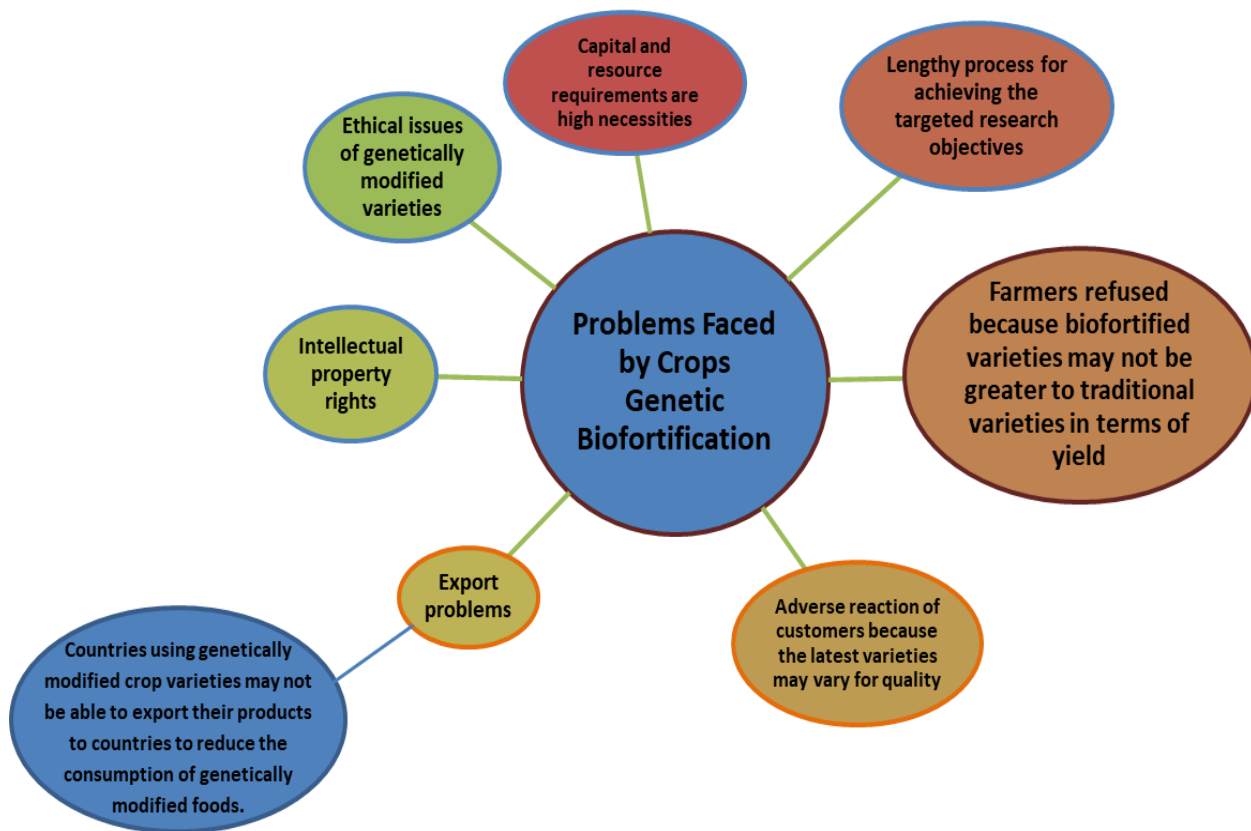 Capital and
resource
requirements are
high necessities
Lengthy process for
achieving the
targeted research
objectives
Ethical issues
of genetically
modified
varieties
Problems Faced
by Crops
Genetic
Biofortification
Farmers refused
because biofortified
varieties may not be
greater to traditional
varieties in terms of
yield
Intellectual
property
rights
Export
problems
Adverse reaction of
customers because
the latest varieties
may vary for quality
Countries using genetically
modified crop varieties may not
be able to export their products
to countries to reduce the
consumption of genetically
modified foods.